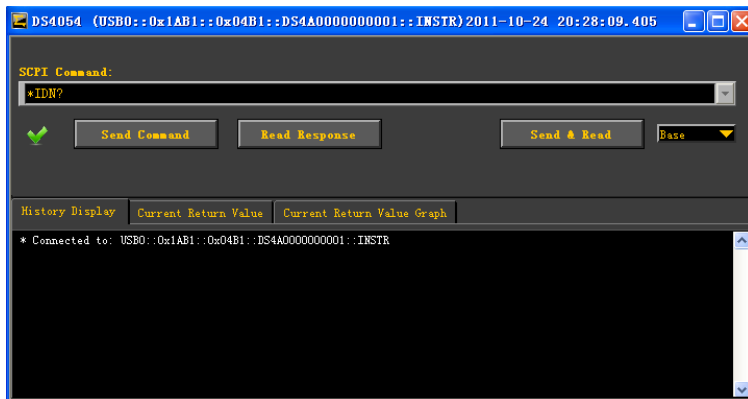 DS4054 (USB0::0x1AB1::0x04B1::DS4A0000000001::INSTR)2011-10-24 20:28:09.405
SCPI Command:
*IDN?
Send Command Read Response Send & Read Base
History Display Current Return Value Current Return Value Graph
* Connected to: USB0::0x1AB1::0x04B1::DS4A0000000001::INSTR